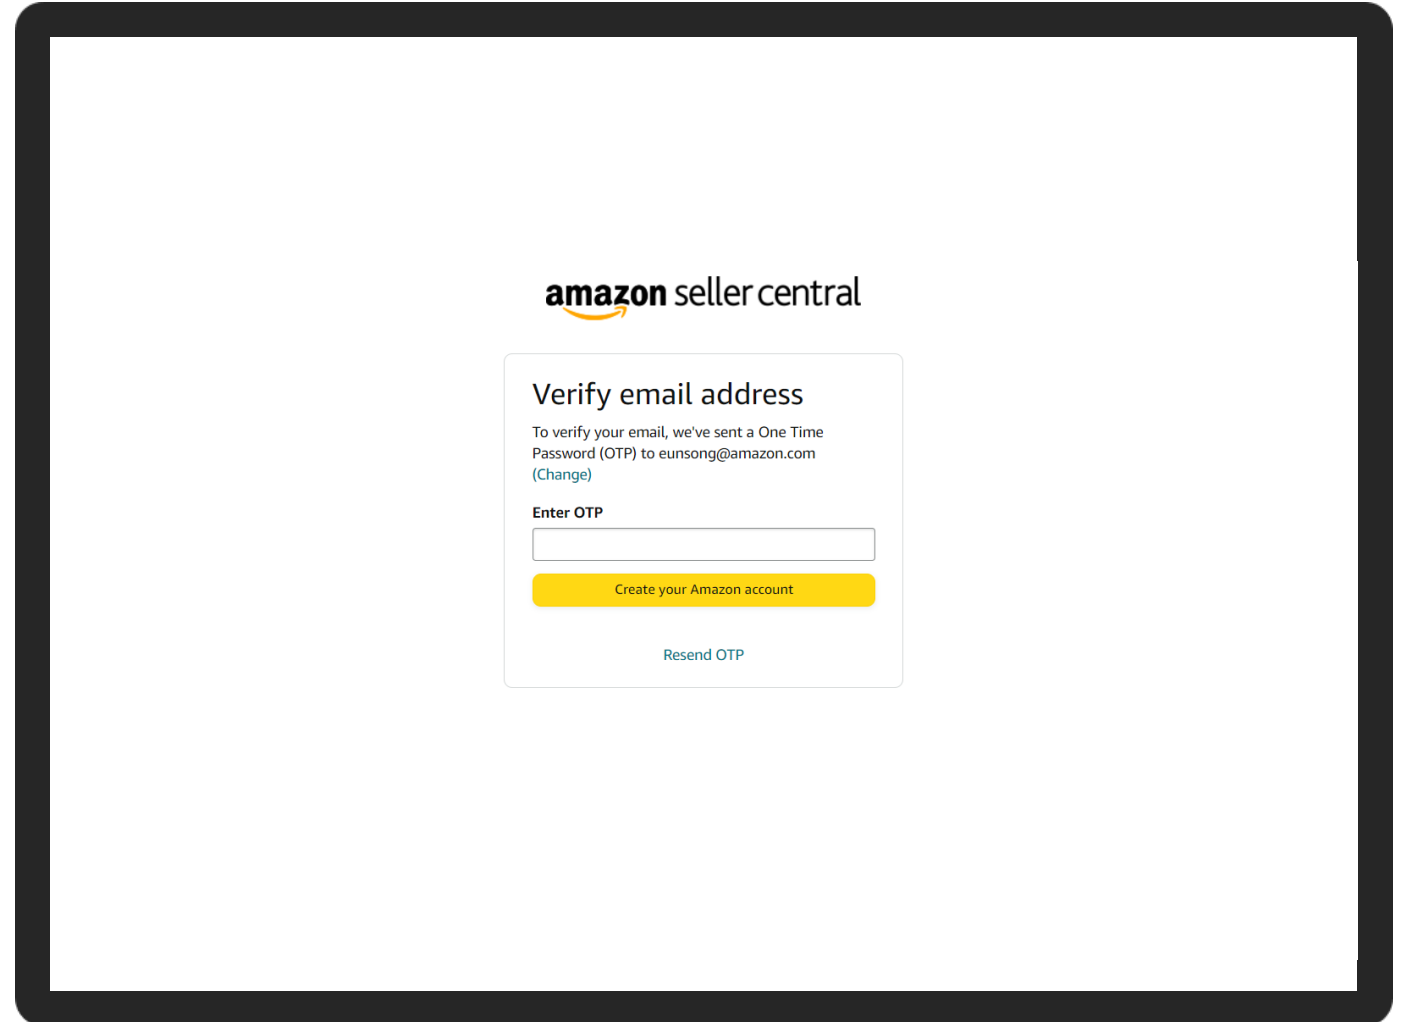 amazon seller central
Verify email address
To verify your email, we've sent a One Time
Password (OTP) to eunsong@amazon.com
(Change)
Enter OTP
Create your Amazon account
Resend OTP